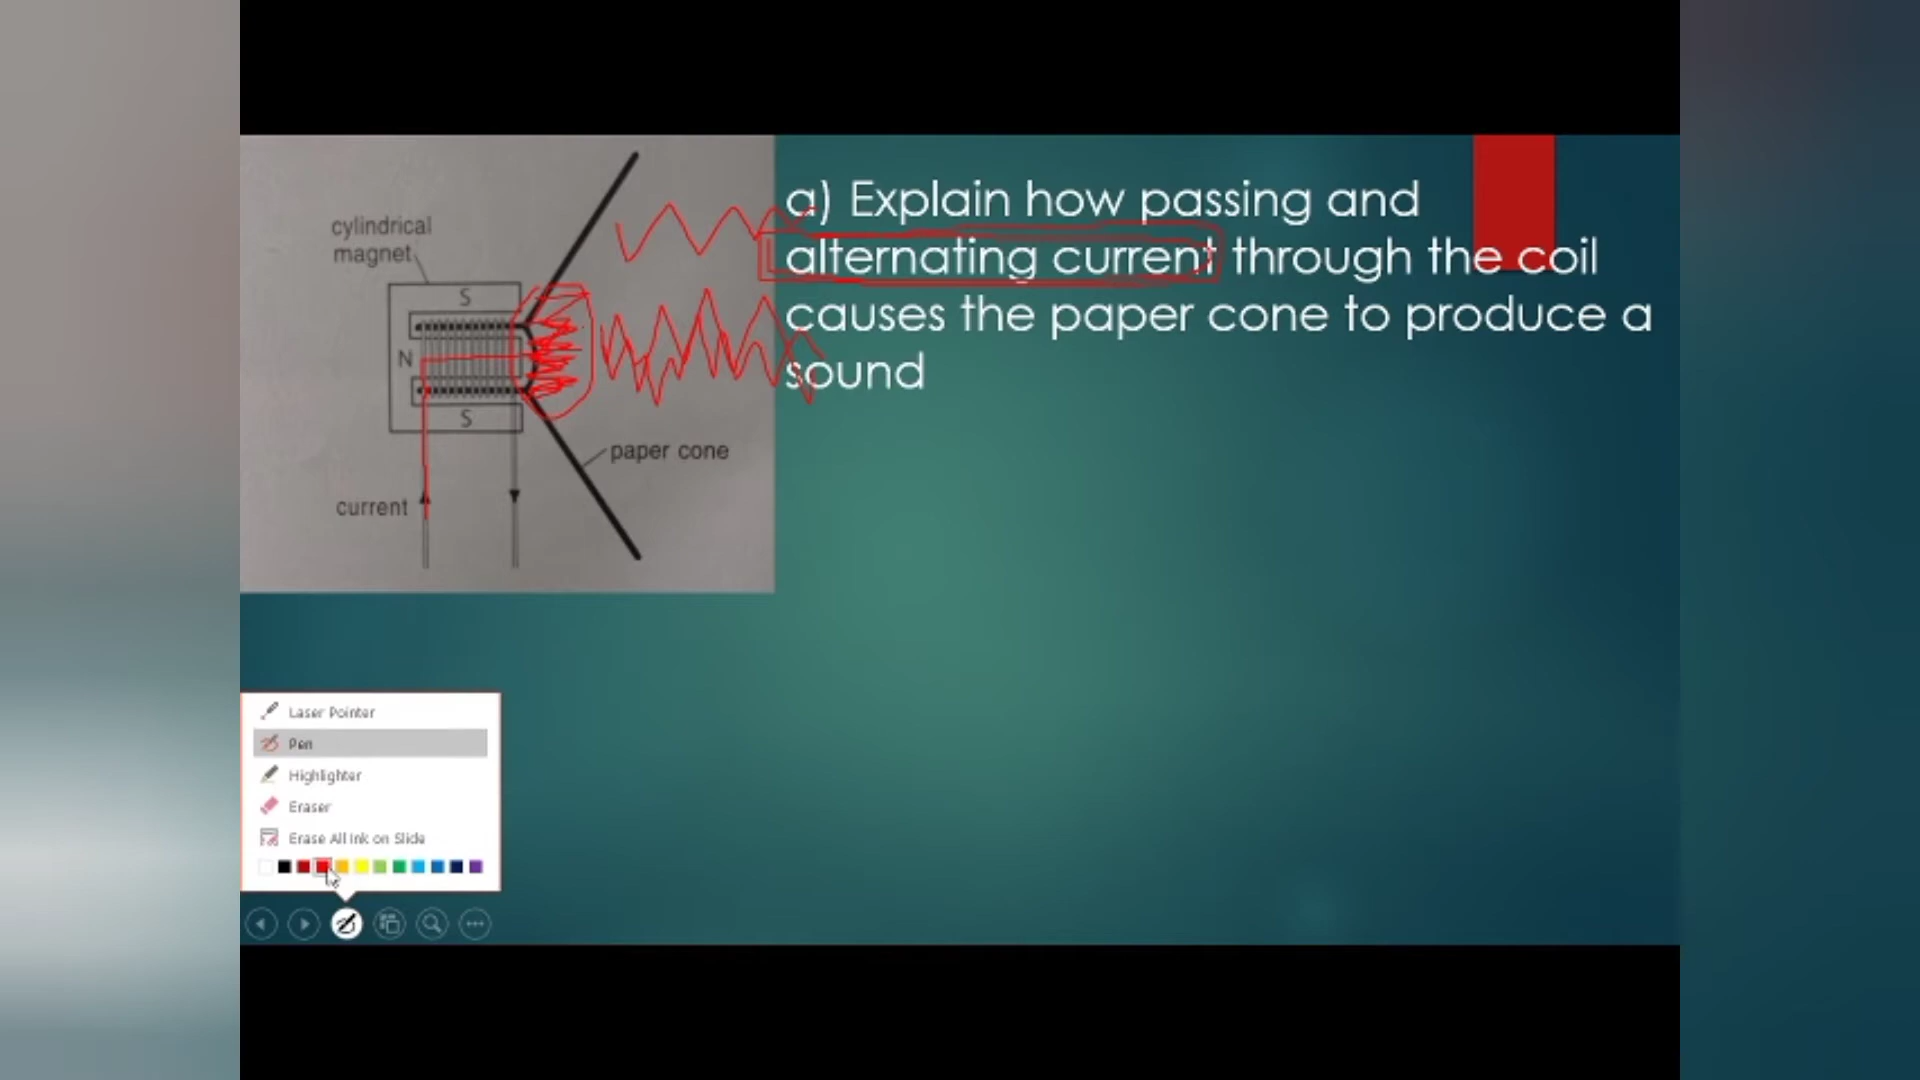 cylindrical
magnet
S
N
S
current
paper cone
a) Explain how passing and
alternating current through the coil
causes the paper cone to produce a
sound
Laser Pointer
Pen
Highlighter
Eraser
Erase All Ink on Slide